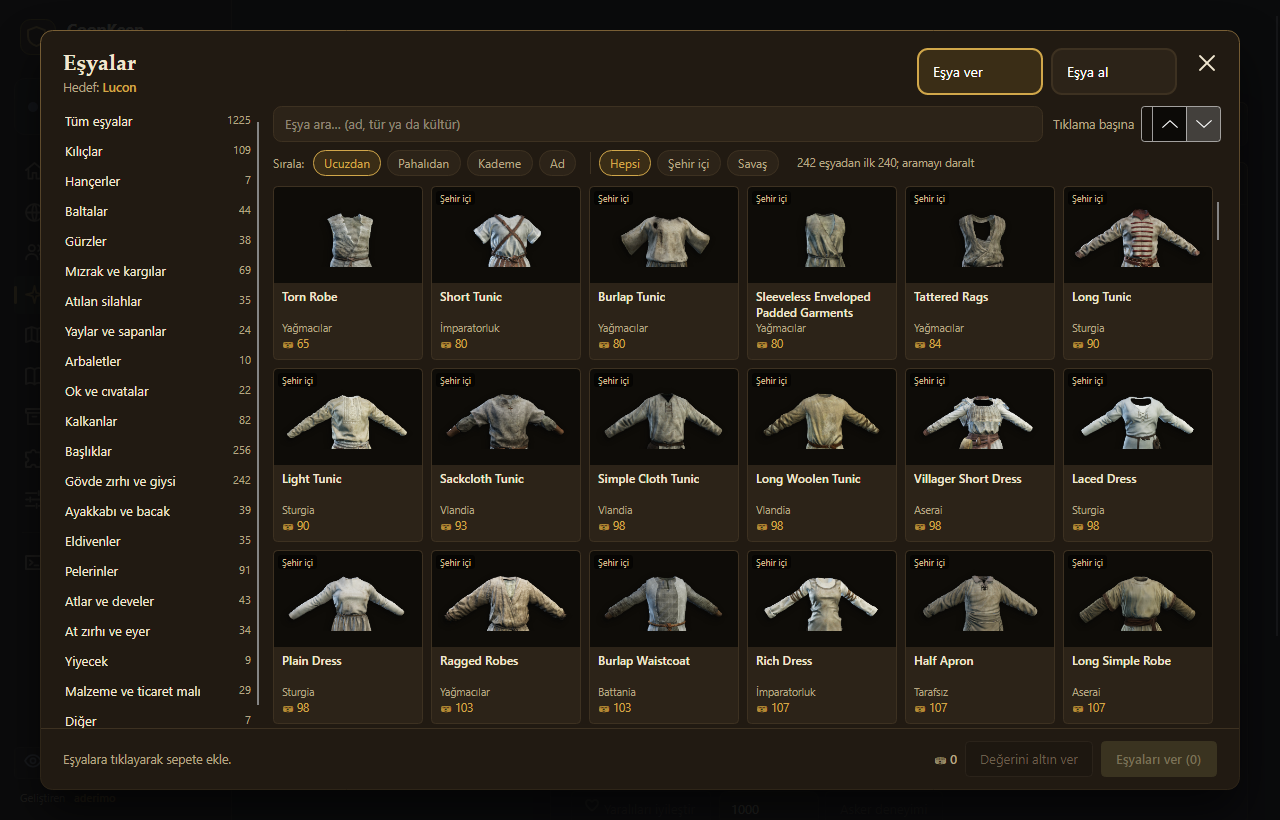 Eşyalar
Hedef: Lucon
Eşya ver
Eşya al
Tüm eşyalar 1225
Kılıçlar 109
Hançerler 7
Baltalar 44
Gürzler 38
Mızrak ve kargılar 69
Atılan silahlar 35
Yaylar ve sapanlar 24
Arbaletler 10
Ok ve cıvatalar 22
Kalkanlar 82
Başlıklar 256
Gövde zırhı ve giysi 242
Ayakkabı ve bacak 39
Eldivenler 35
Pelerinler 91
Atlar ve develer 43
At zırhı ve eyer 34
Yiyecek 9
Malzeme ve ticaret malı 29
Diğer 7
Eşya ara... (ad, tür ya da kültür)
Tıklama başına
Sırala: Ucuzdan Pahalıdan Kademe Ad Hepsi Şehir içi Savaş 242 eşyadan ilk 240; aramayı daralt
Torn Robe
Yağmacılar
65
Şehir içi
Short Tunic
İmparatorluk
80
Şehir içi
Burlap Tunic
Yağmacılar
80
Şehir içi
Sleeveless Enveloped
Padded Garments
Yağmacılar
80
Şehir içi
Tattered Rags
Yağmacılar
84
Şehir içi
Long Tunic
Sturgia
90
Şehir içi
Light Tunic
Sturgia
90
Şehir içi
Sackcloth Tunic
Vlandia
93
Şehir içi
Simple Cloth Tunic
Vlandia
98
Şehir içi
Long Woolen Tunic
Vlandia
98
Şehir içi
Villager Short Dress
Aserai
98
Şehir içi
Laced Dress
Sturgia
98
Şehir içi
Plain Dress
Sturgia
98
Şehir içi
Ragged Robes
Yağmacılar
103
Şehir içi
Burlap Waistcoat
Battania
103
Şehir içi
Rich Dress
İmparatorluk
107
Şehir içi
Half Apron
Tarafsız
107
Şehir içi
Long Simple Robe
Aserai
107
Eşyalara tıklayarak sepete ekle.
0
Değerini altın ver
Eşyaları ver (0)
1000